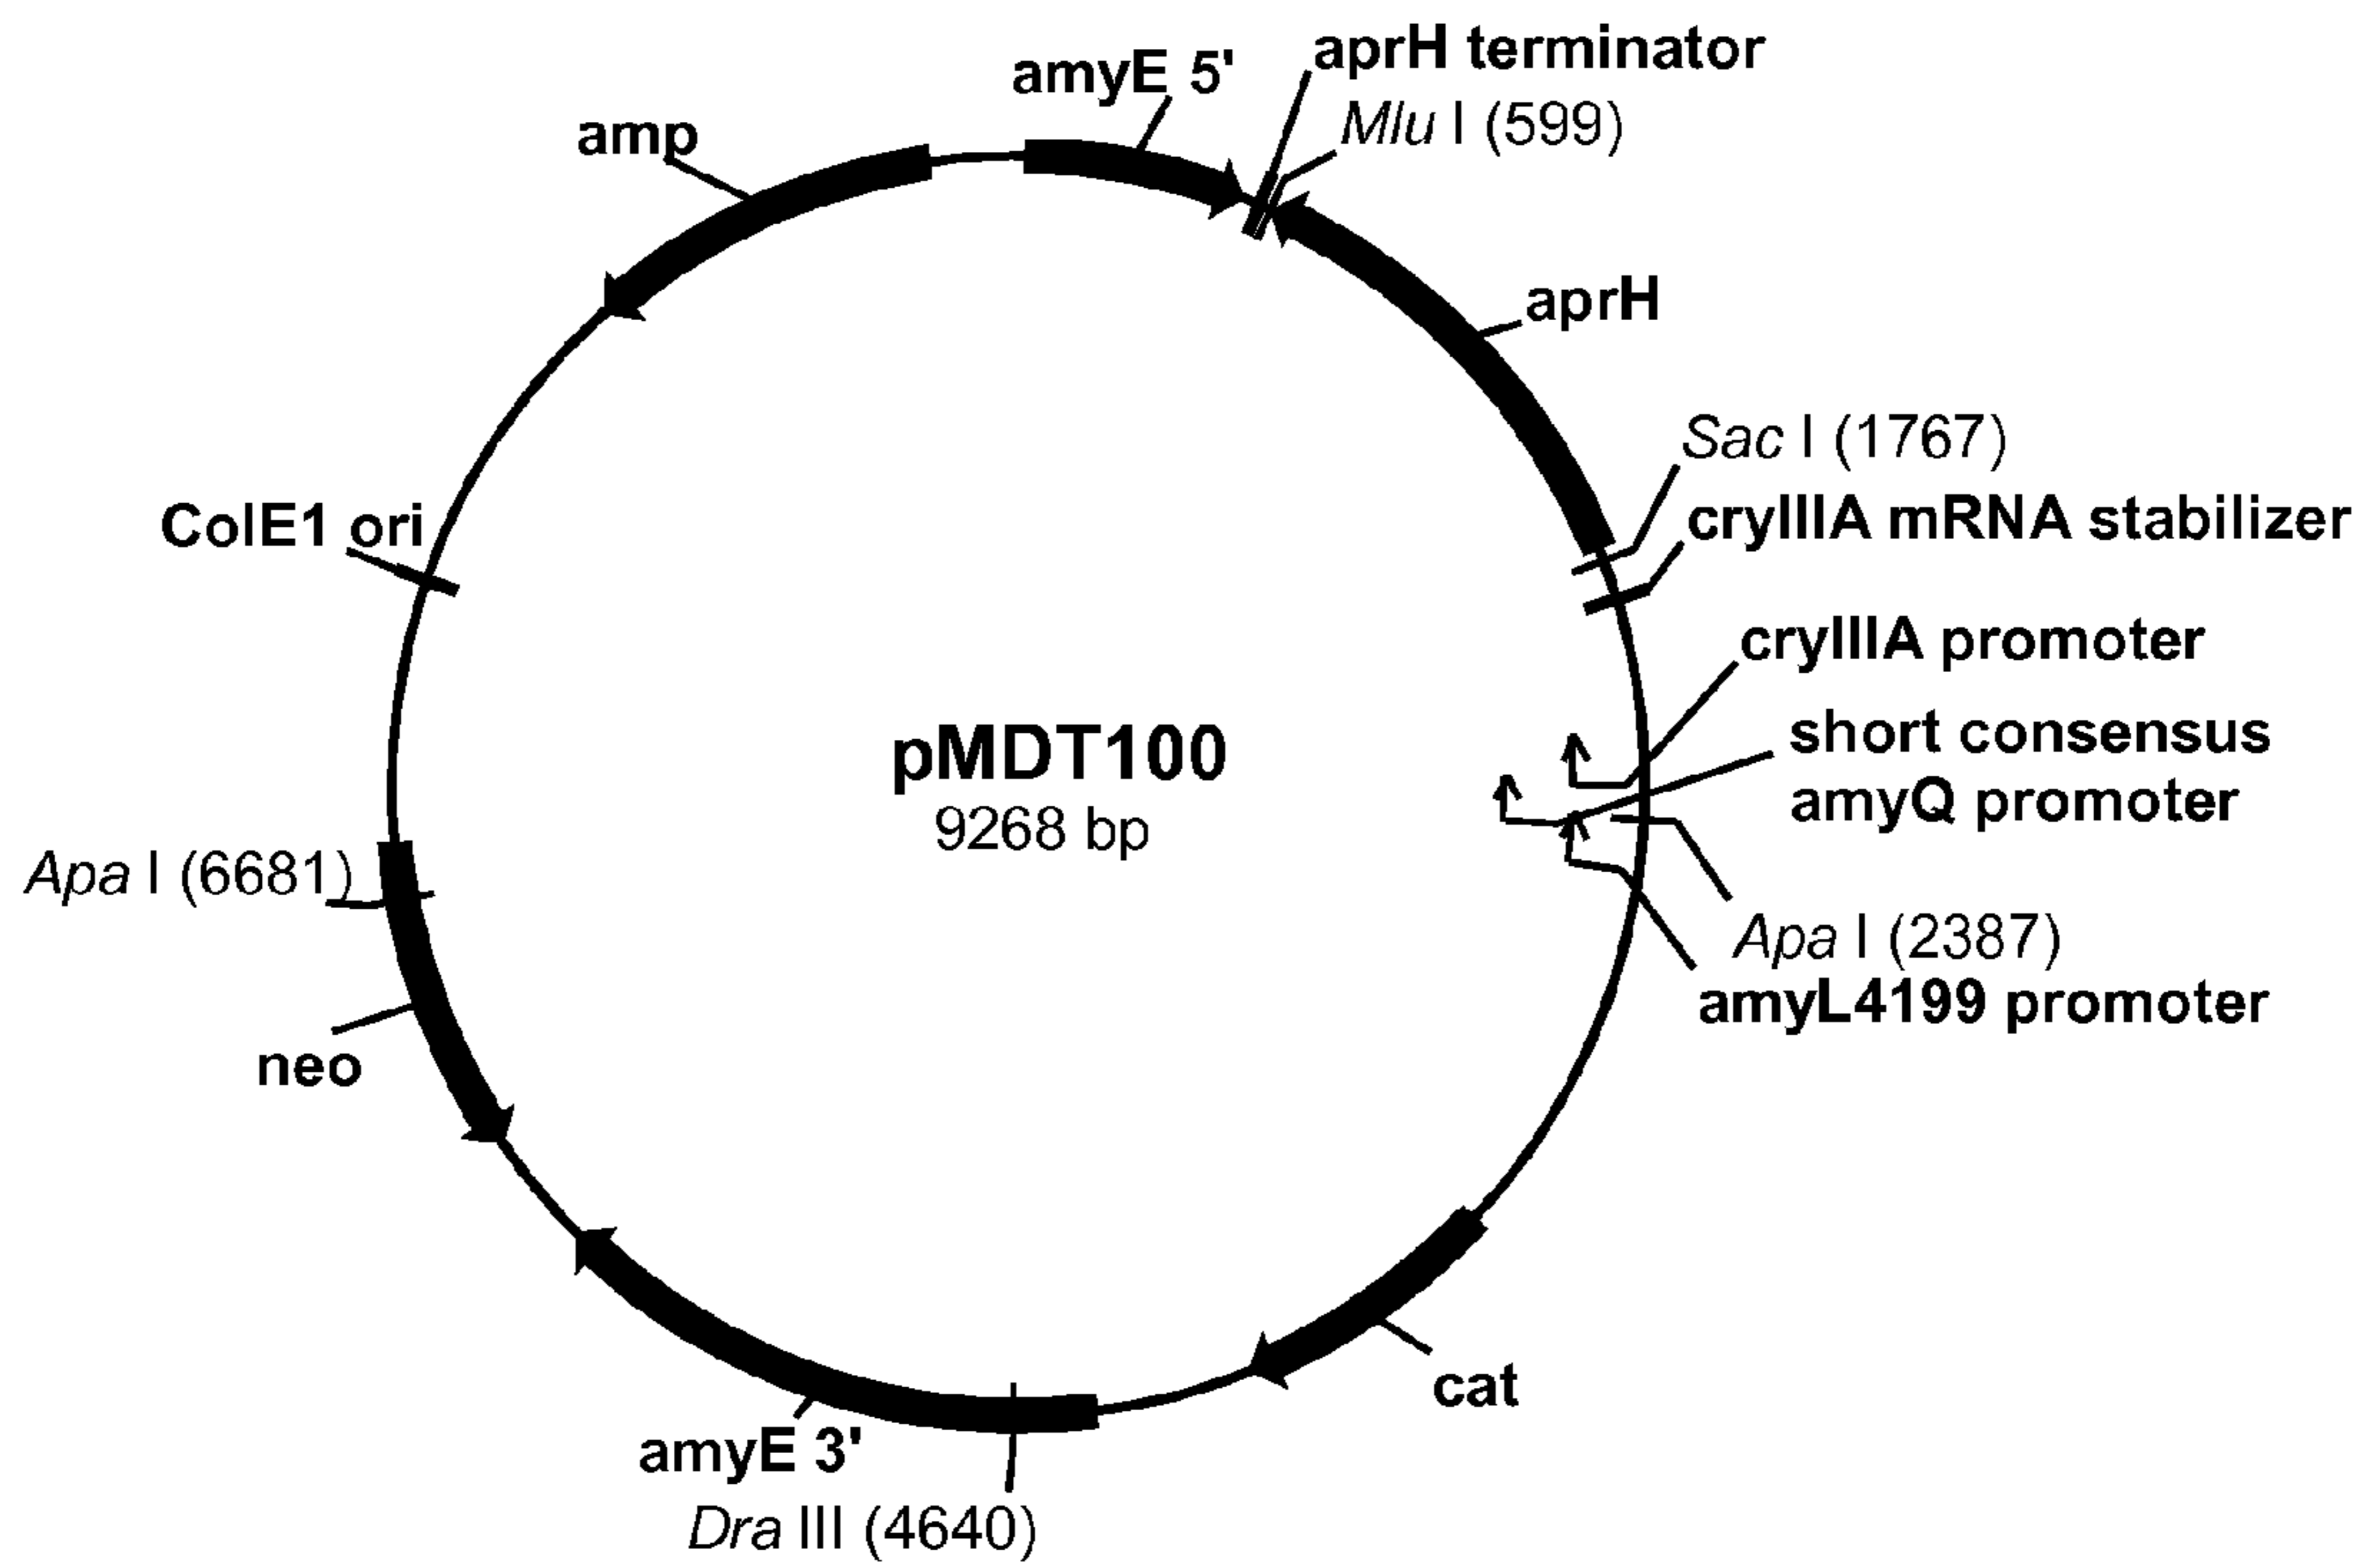 aprH terminator
amyE 5'
Mlu I (599)
amp
aprH
Sac I (1767)
cryIIIA mRNA stabilizer
ColE1 ori
cryIIIA promoter
short consensus
amyQ promoter
pMDT100
9268 bp
Apa I (6681)
Apa I (2387)
amyL4199 promoter
neo
cat
amyE 3'
Dra III (4640)